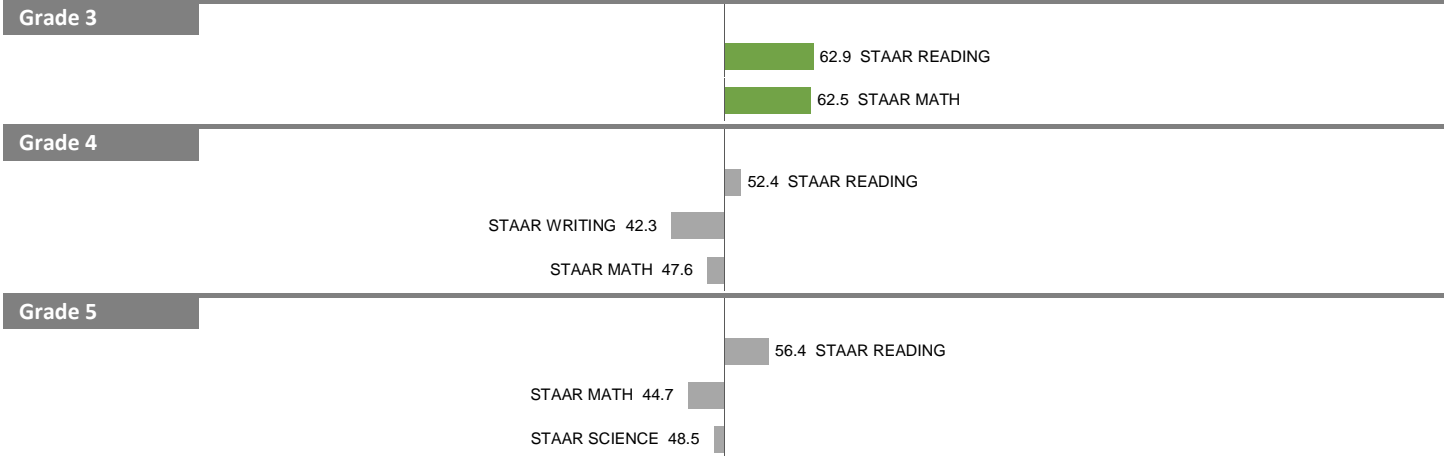 Grade 3
62.9 STAAR READING
62.5 STAAR MATH
Grade 4
52.4 STAAR READING
STAAR WRITING 42.3
STAAR MATH 47.6
Grade 5
56.4 STAAR READING
STAAR MATH 44.7
STAAR SCIENCE 48.5